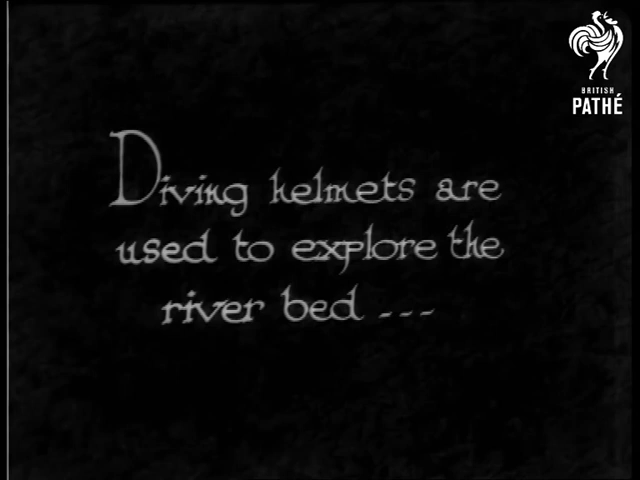 BRITISH
PATHÉ
Diving helmets are
used to explore the
river bed ---